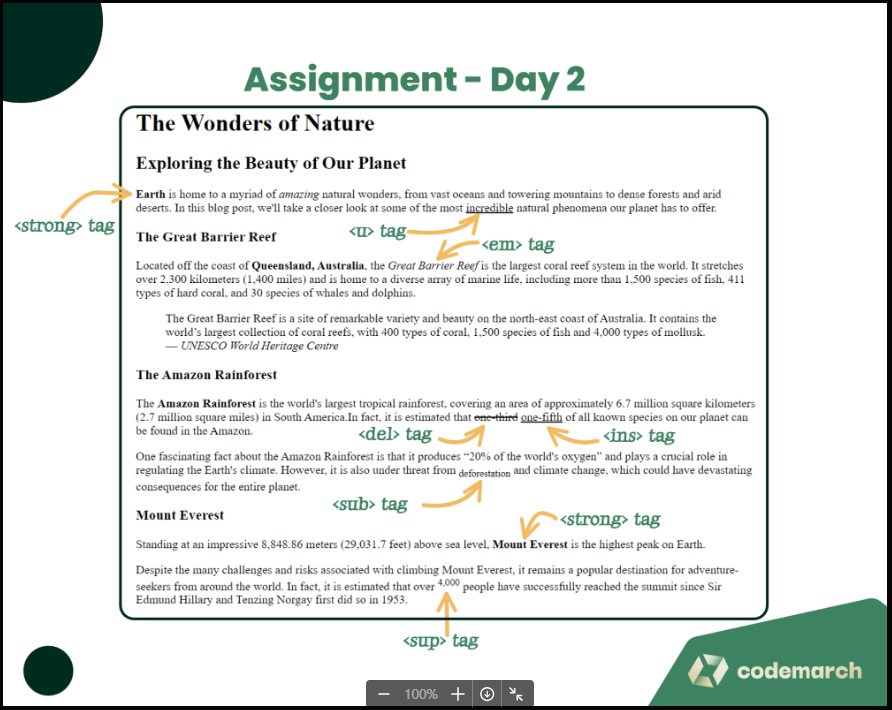 Assignment - Day 2
The Wonders of Nature
Exploring the Beauty of Our Planet
Earth is home to a myriad of amazing natural wonders, from vast oceans and towering mountains to dense forests and arid
deserts. In this blog post, we'll take a closer look at some of the most incredible natural phenomena our planet has to offer.
<strong> tag
<u> tag
The Great Barrier Reef
<em> tag
Located off the coast of Queensland, Australia, the Great Barrier Reef is the largest coral reef system in the world. It stretches
over 2,300 kilometers (1,400 miles) and is home to a diverse array of marine life, including more than 1,500 species of fish, 411
types of hard coral, and 30 species of whales and dolphins.
The Great Barrier Reef is a site of remarkable variety and beauty on the north-east coast of Australia. It contains the
world’s largest collection of coral reefs, with 400 types of coral, 1,500 species of fish and 4,000 types of mollusk.
— UNESCO World Heritage Centre
The Amazon Rainforest
The Amazon Rainforest is the world's largest tropical rainforest, covering an area of approximately 6.7 million square kilometers
(2.7 million square miles) in South America.In fact, it is estimated that one-third one-fifth of all known species on our planet can
be found in the Amazon.
<del> tag
<ins> tag
One fascinating fact about the Amazon Rainforest is that it produces “20% of the world's oxygen” and plays a crucial role in
regulating the Earth's climate. However, it is also under threat from deforestation and climate change, which could have devastating
consequences for the entire planet.
<sub> tag
Mount Everest
<strong> tag
Standing at an impressive 8,848.86 meters (29,031.7 feet) above sea level, Mount Everest is the highest peak on Earth.
Despite the many challenges and risks associated with climbing Mount Everest, it remains a popular destination for adventure-
seekers from around the world. In fact, it is estimated that over 4,000 people have successfully reached the summit since Sir
Edmund Hillary and Tenzing Norgay first did so in 1953.
<sup> tag
codemarch
100%